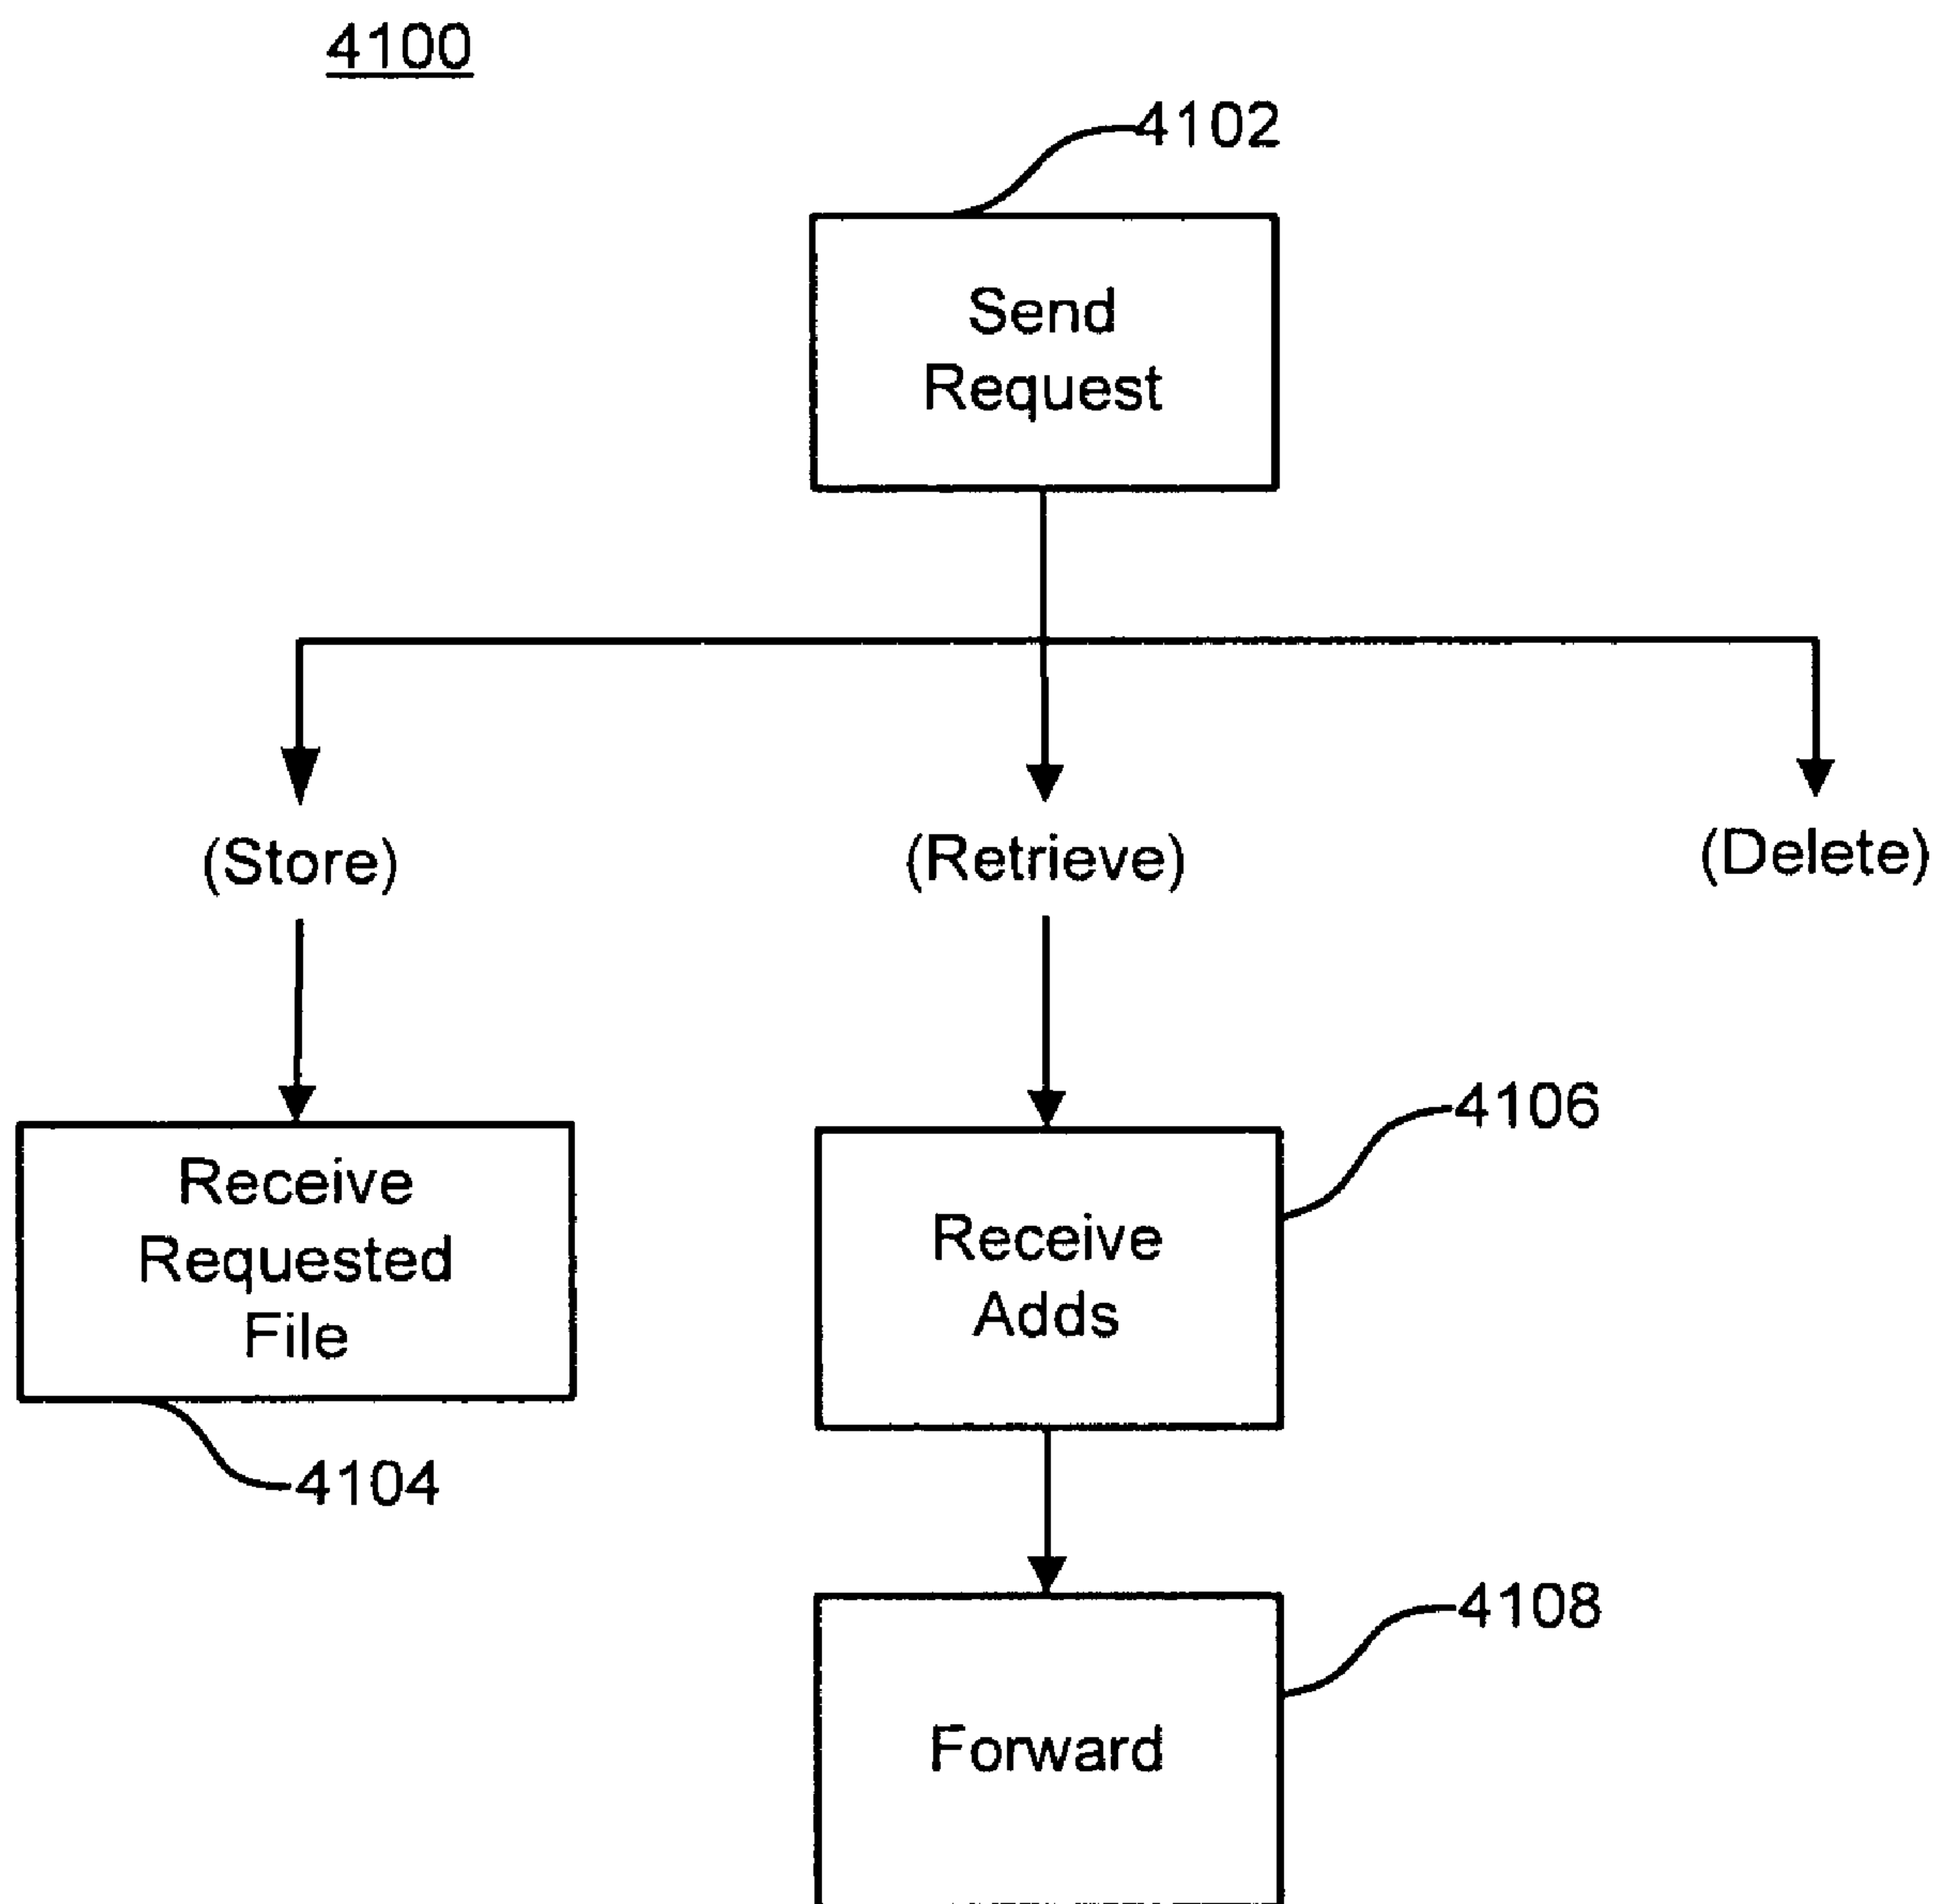 4100
4102
Send
Request
(Store)
(Retrieve)
(Delete)
Receive
Requested
File
4104
4106
Receive
Adds
4108
Forward